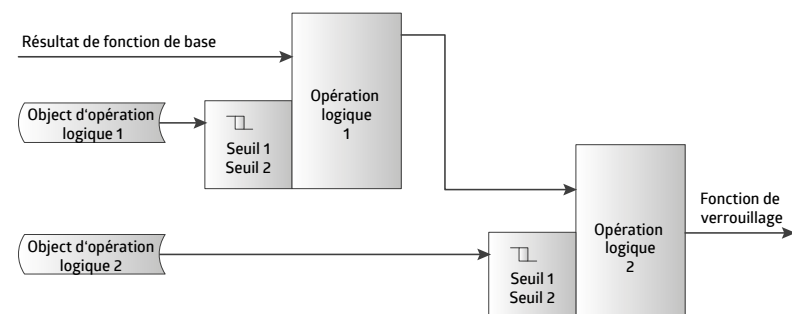 Résultat de fonction de base
Object d'opération
logique 1
Seuil 1
Seuil 2
Opération
logique
1
Object d'opération
logique 2
Seuil 1
Seuil 2
Opération
logique
2
Fonction de
verrouillage